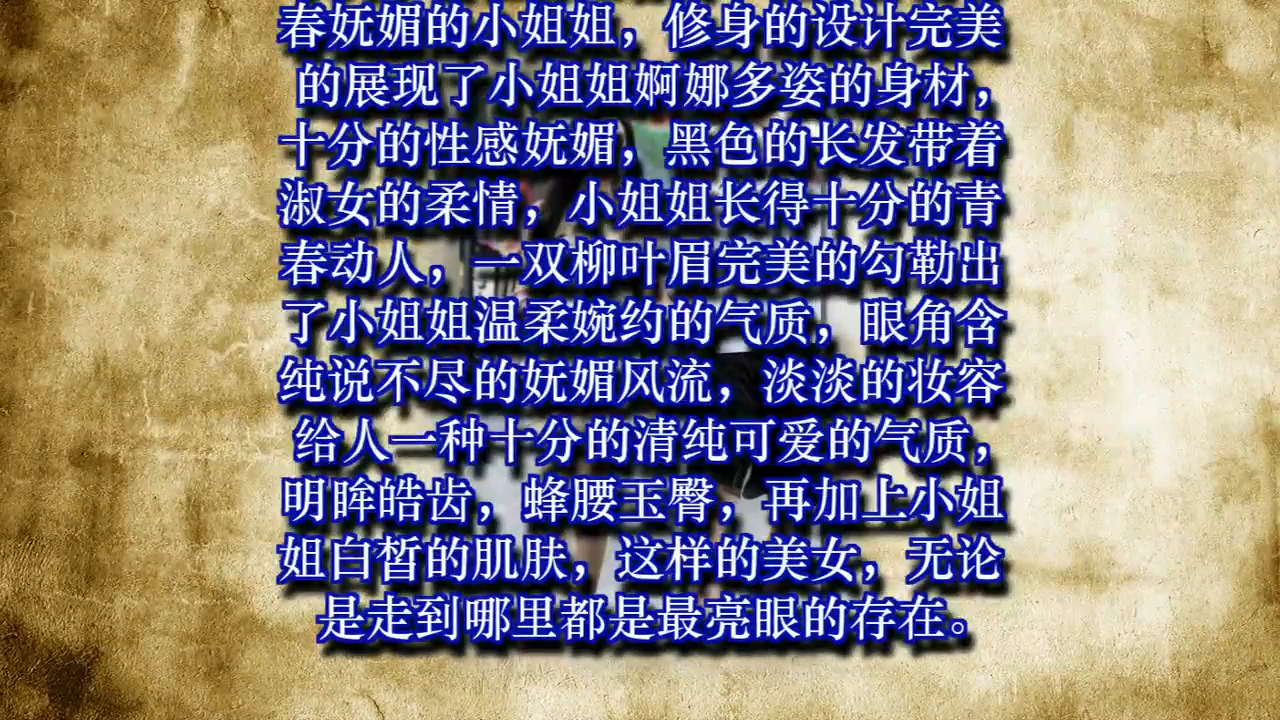 春妩媚的小姐姐，修身的设计完美
的展现了小姐姐婀娜多姿的身材，
十分的性感妩媚，黑色的长发带着
淑女的柔情，小姐姐长得十分的青
春动人，一双柳叶眉完美的勾勒出
了小姐姐温柔婉约的气质，眼角含
纯说不尽的妩媚风流，淡淡的妆容
给人一种十分的清纯可爱的气质，
明眸皓齿，蜂腰玉臀，再加上小姐
姐白皙的肌肤，这样的美女，无论
是走到哪里都是最亮眼的存在。